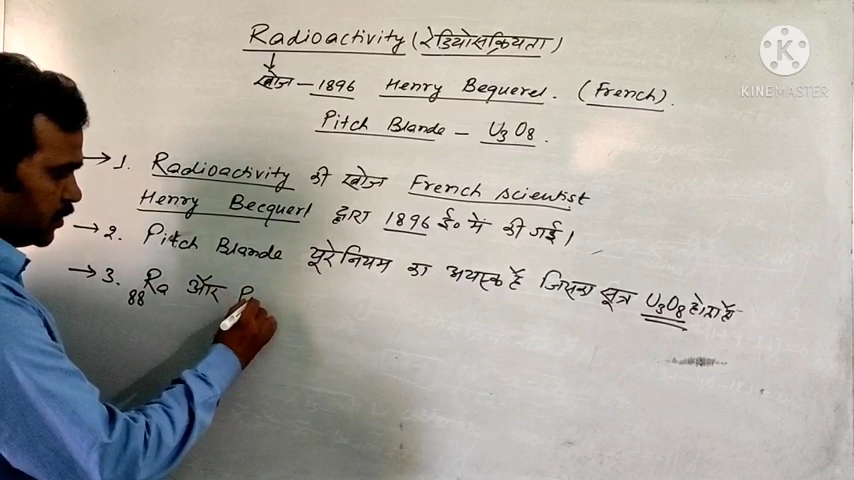 Radioactivity (रेडियोसक्रियता)
खोज - 1896 Henry Bequerel. (French).
Pitch Blande - U3O8.
→ 1. Radioactivity की खोज French scientist
Henry Becquerl द्वारा 1896 ई० में की गई।
→ 2. Pitch Blande यूरेनियम का अयस्क है जिसका सूत्र U3O8 होता है
→ 3. 88Ra और P
K
KINEMASTER